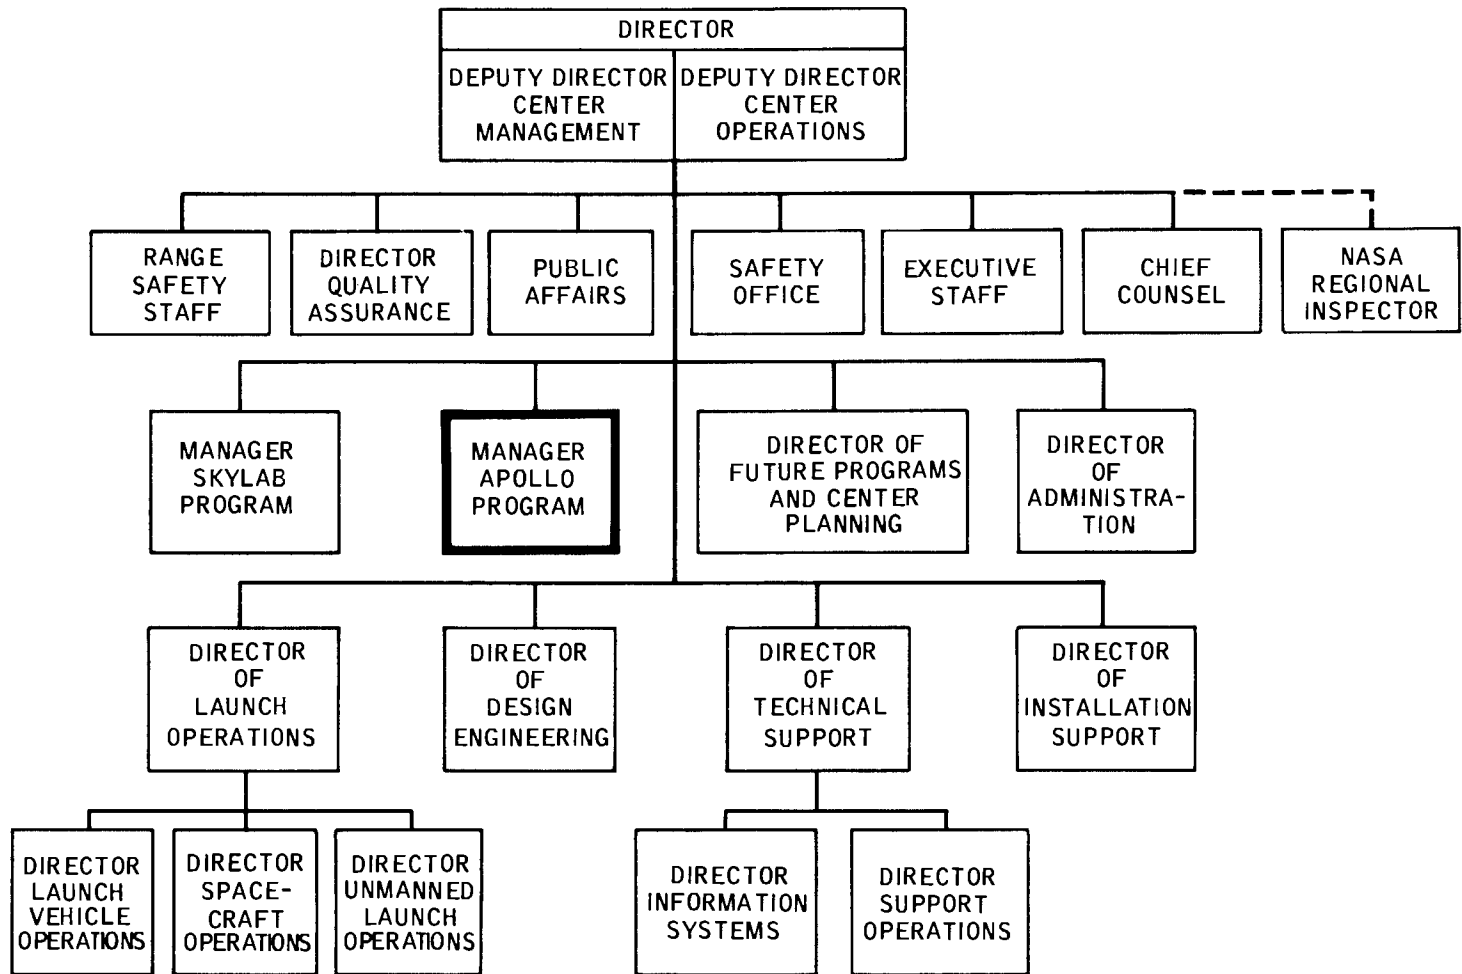 DIRECTOR
DEPUTY DIRECTOR
CENTER
MANAGEMENT
DEPUTY DIRECTOR
CENTER
OPERATIONS
RANGE
SAFETY
STAFF
DIRECTOR
QUALITY
ASSURANCE
PUBLIC
AFFAIRS
SAFETY
OFFICE
EXECUTIVE
STAFF
CHIEF
COUNSEL
NASA
REGIONAL
INSPECTOR
MANAGER
SKYLAB
PROGRAM
MANAGER
APOLLO
PROGRAM
DIRECTOR OF
FUTURE PROGRAMS
AND CENTER
PLANNING
DIRECTOR
OF
ADMINISTRA-
TION
DIRECTOR
OF
LAUNCH
OPERATIONS
DIRECTOR
OF
DESIGN
ENGINEERING
DIRECTOR
OF
TECHNICAL
SUPPORT
DIRECTOR
OF
INSTALLATION
SUPPORT
DIRECTOR
LAUNCH
VEHICLE
OPERATIONS
DIRECTOR
SPACE-
CRAFT
OPERATIONS
DIRECTOR
UNMANNED
LAUNCH
OPERATIONS
DIRECTOR
INFORMATION
SYSTEMS
DIRECTOR
SUPPORT
OPERATIONS